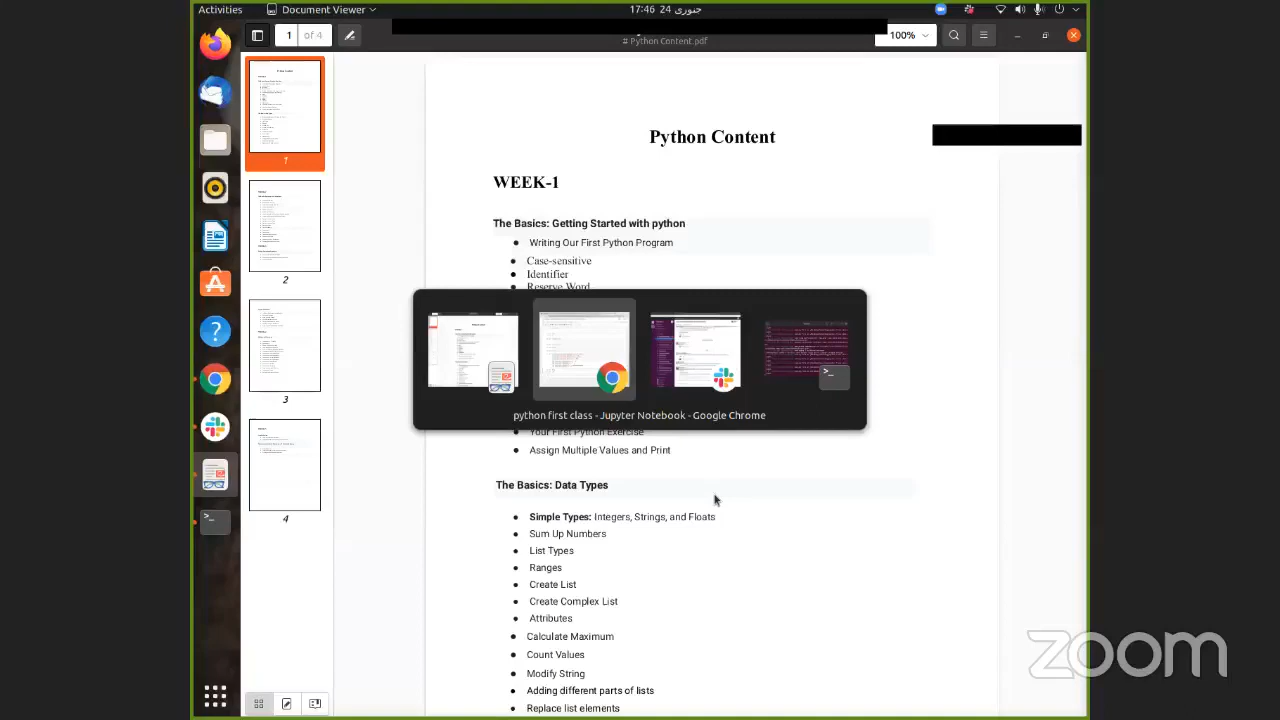 Activities
Document Viewer
17:46 24 جنوری
1
of 4
# Python Content.pdf
100%
1
2
3
4
Python Content
WEEK-1
The Basics: Getting Started with python
Writing Our First Python Program
Case-sensitive
Identifier
Reserve Word
python first class - Jupyter Notebook - Google Chrome
Your First Python Exercise
Assign Multiple Values and Print
The Basics: Data Types
Simple Types: Integers, Strings, and Floats
Sum Up Numbers
List Types
Ranges
Create List
Create Complex List
Attributes
Calculate Maximum
Count Values
Modify String
Adding different parts of lists
Replace list elements
zoom